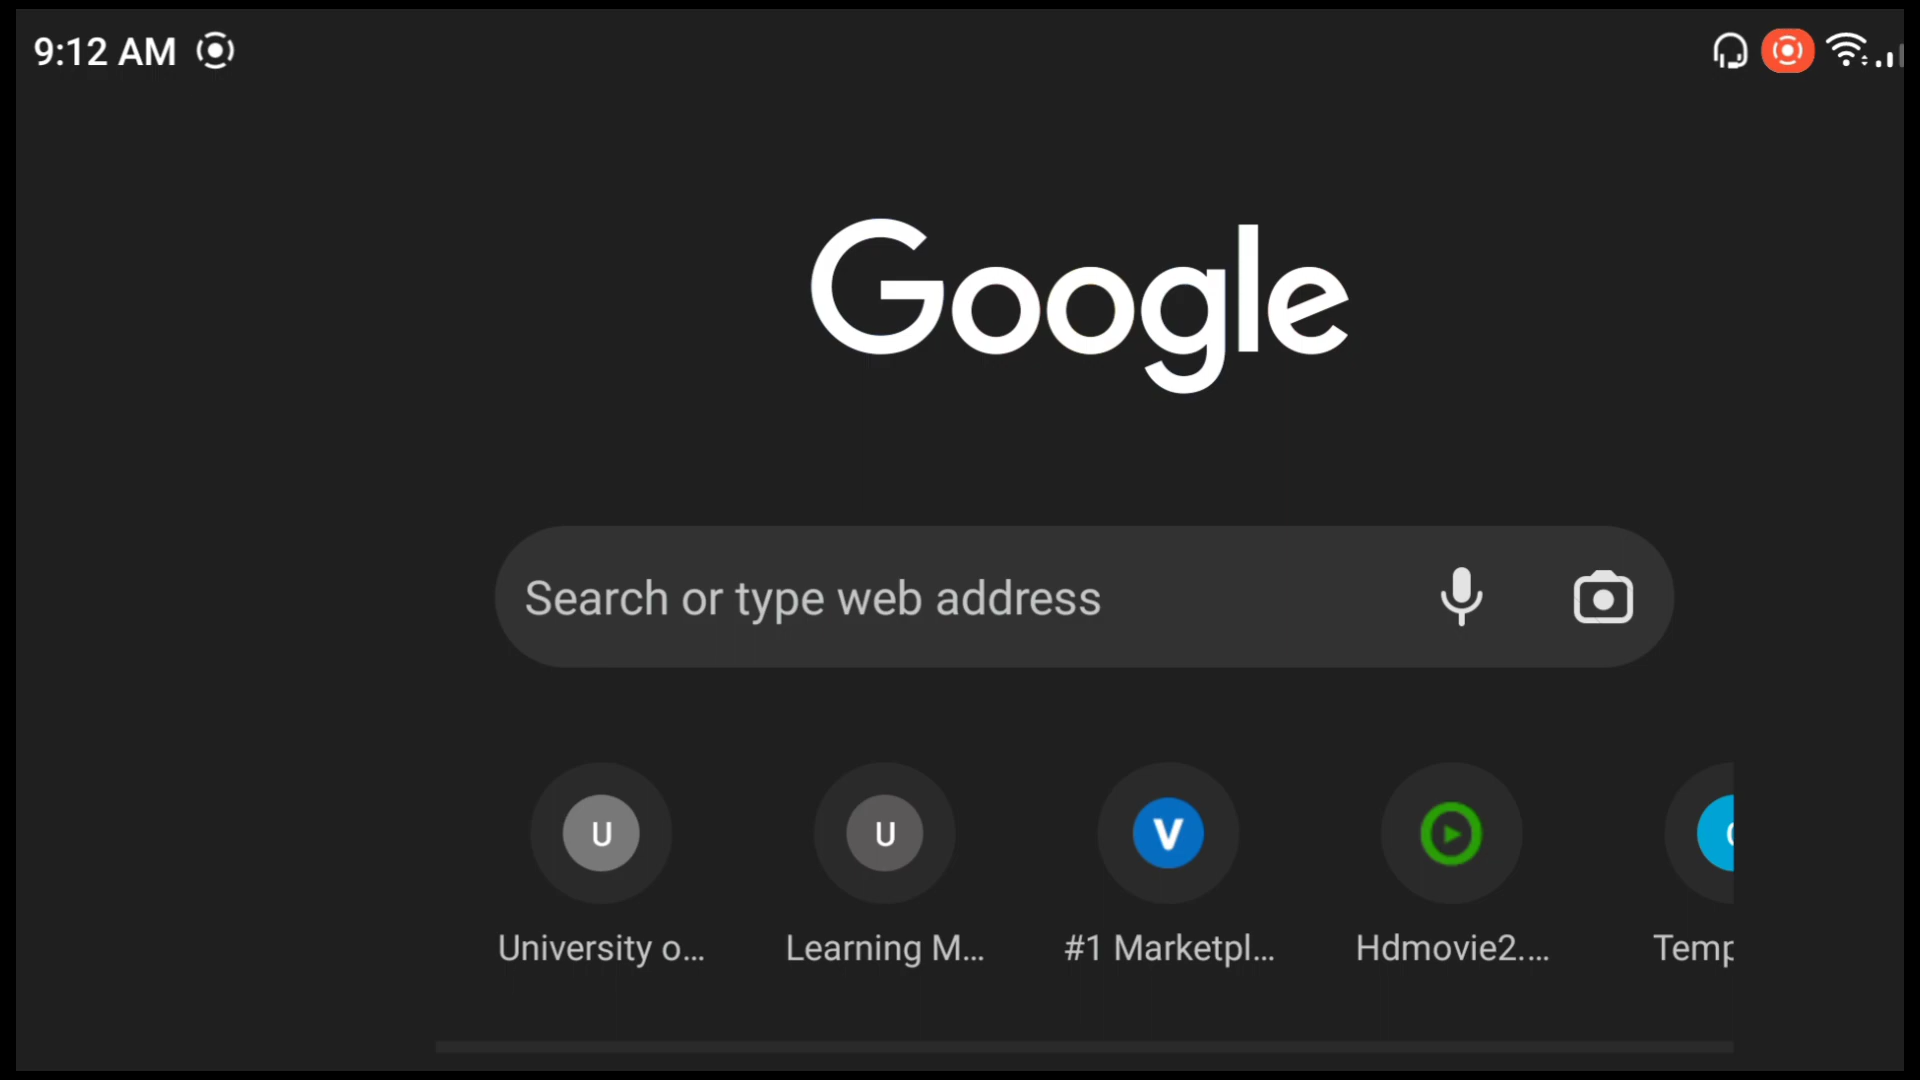 9:12 AM
Google
Search or type web address
U
U
V
University o...
Learning M...
#1 Marketpl...
Hdmovie2....
Temp